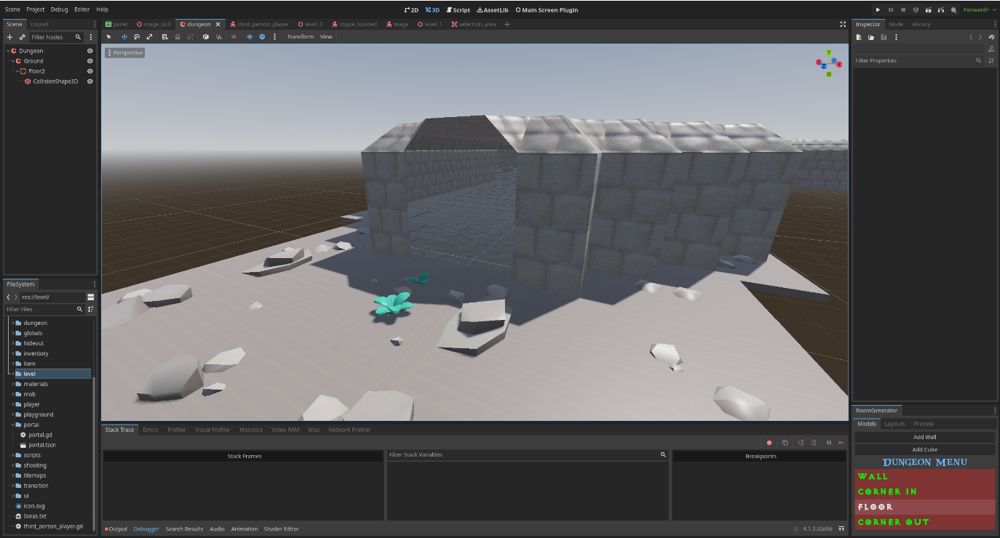 Scene Project Debug Editor Help
2D 3D Script AssetLib Main Screen Plugin
Forward+
Scene Import
panel mage_skill dungeon third_person_player level_3 rogue_hooded mage level_1 selection_area
Inspector Node History
Filter Nodes
Transform View
Dungeon
Ground
Floor2
CollisionShape3D
Perspective
Y
Z
X
Filter Properties
FileSystem
res://level/
Filter Files
dungeon
globals
hideout
inventory
item
level
materials
mob
player
playground
portal
portal.gd
portal.tscn
scripts
shooting
tilemaps
transition
ui
icon.svg
Ideas.txt
third_person_player.gd
Stack Trace Errors Profiler Visual Profiler Monitors Video RAM Misc Network Profiler
Stack Frames
Filter Stack Variables
Breakpoints
Output Debugger Search Results Audio Animation Shader Editor
4.1.3.stable
RoomGenerator
Models Layouts Preview
Add Wall
Add Cube
Dungeon Menu
WALL
CORNER IN
FLOOR
CORNER OUT